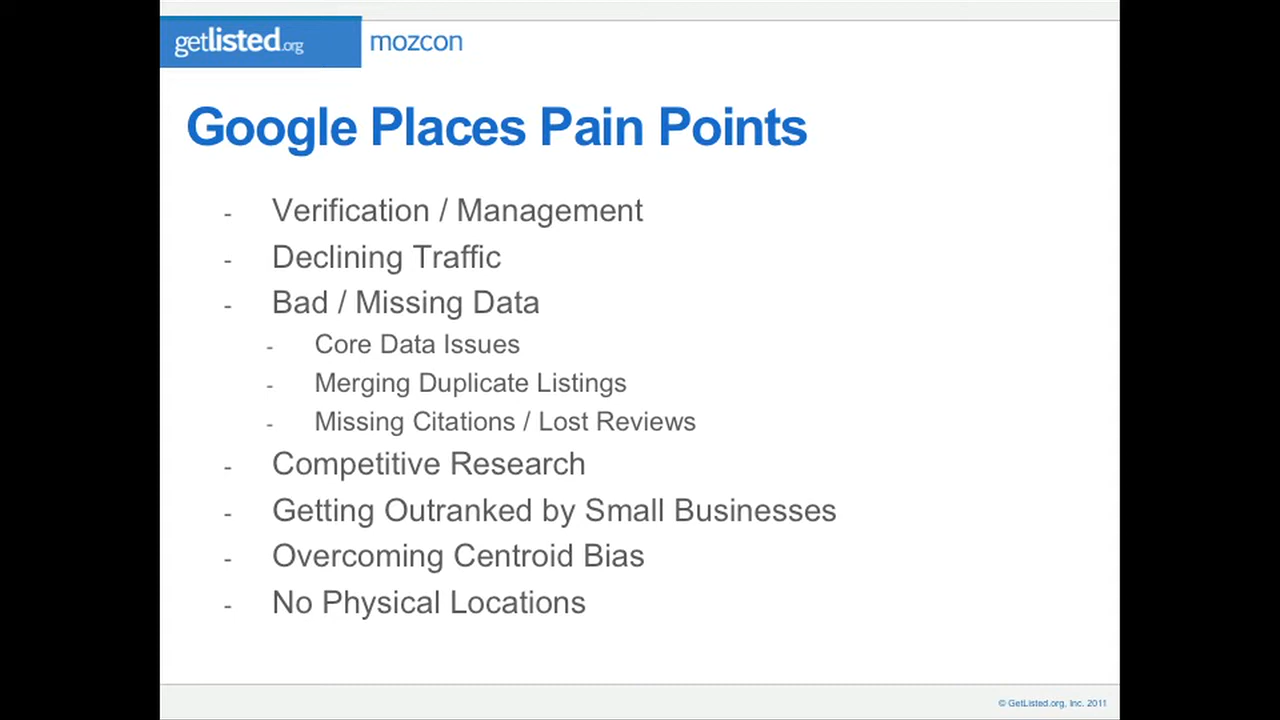 getlisted.org mozcon
Google Places Pain Points
- Verification / Management
- Declining Traffic
- Bad / Missing Data
- Core Data Issues
- Merging Duplicate Listings
- Missing Citations / Lost Reviews
- Competitive Research
- Getting Outranked by Small Businesses
- Overcoming Centroid Bias
- No Physical Locations
© GetListed.org, Inc. 2011